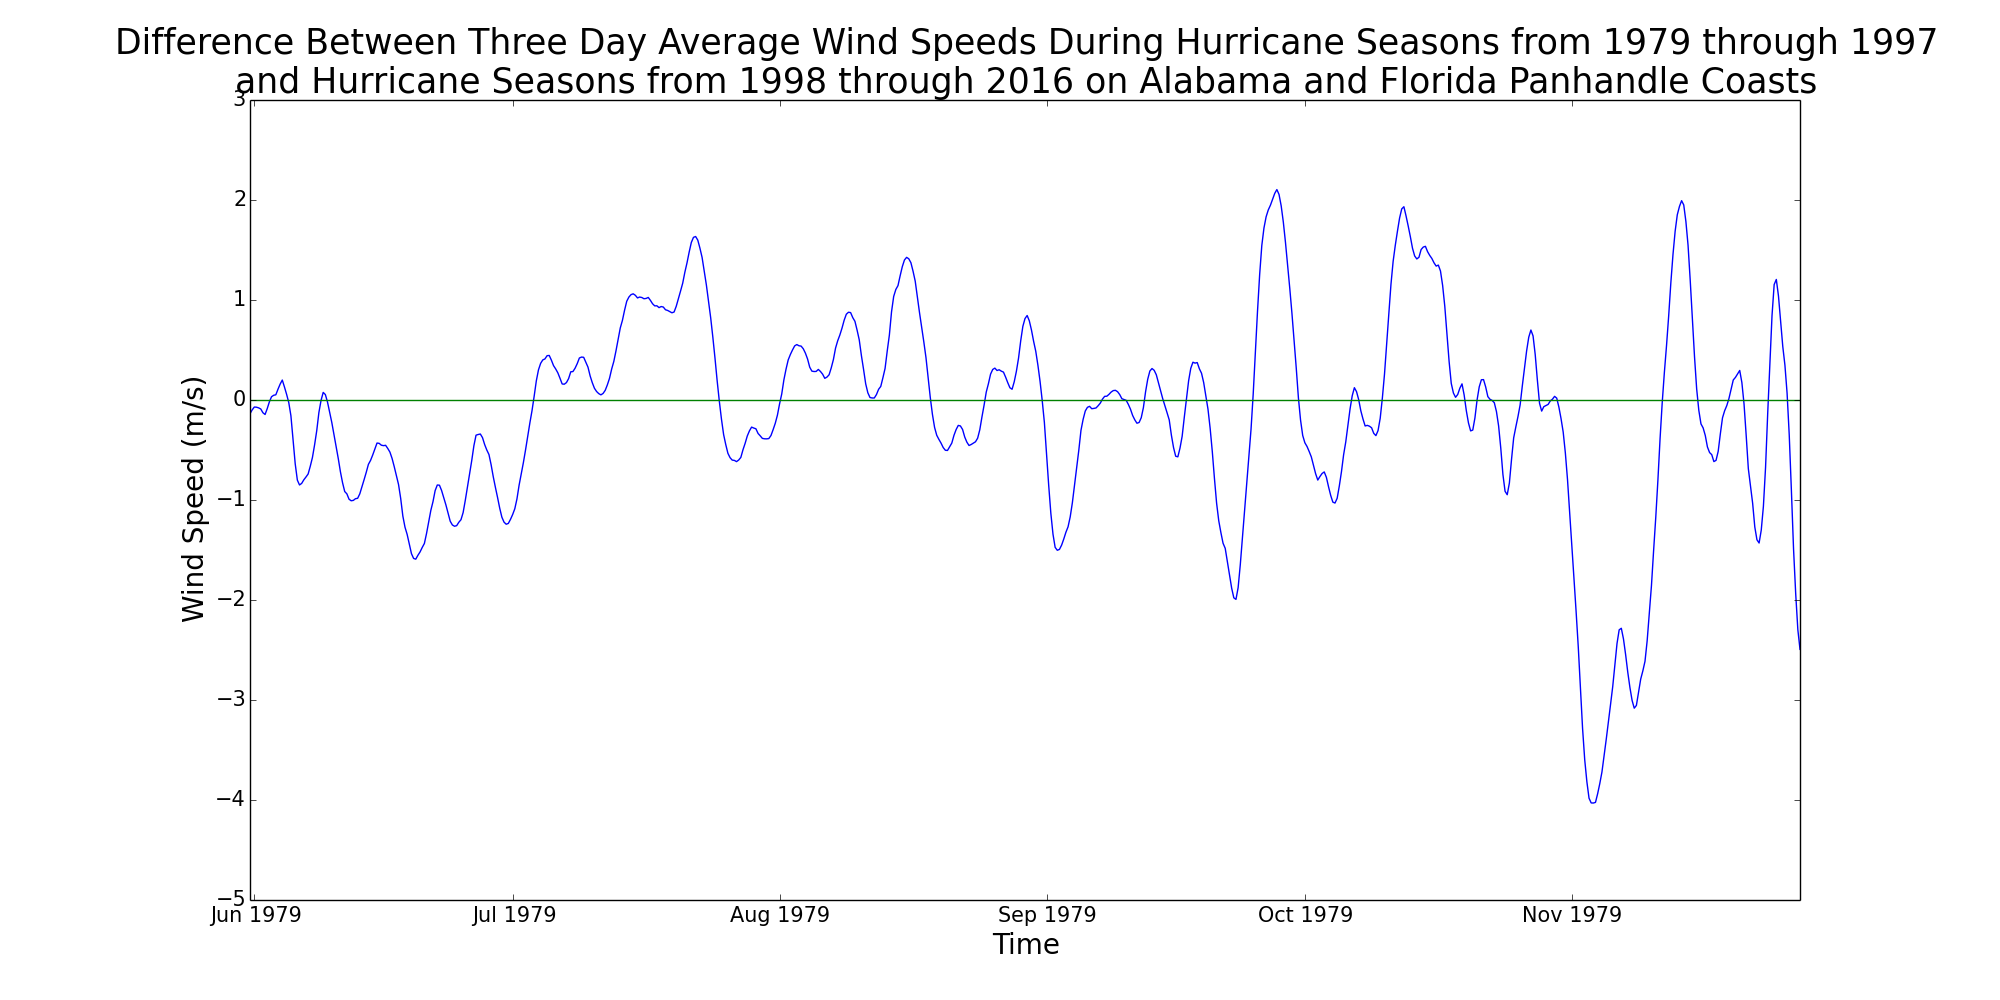 Difference Between Three Day Average Wind Speeds During Hurricane Seasons from 1979 through 1997
and Hurricane Seasons from 1998 through 2016 on Alabama and Florida Panhandle Coasts
3
2
1
0
−1
−2
−3
−4
−5
Wind Speed (m/s)
Jun 1979 Jul 1979 Aug 1979 Sep 1979 Oct 1979 Nov 1979
Time